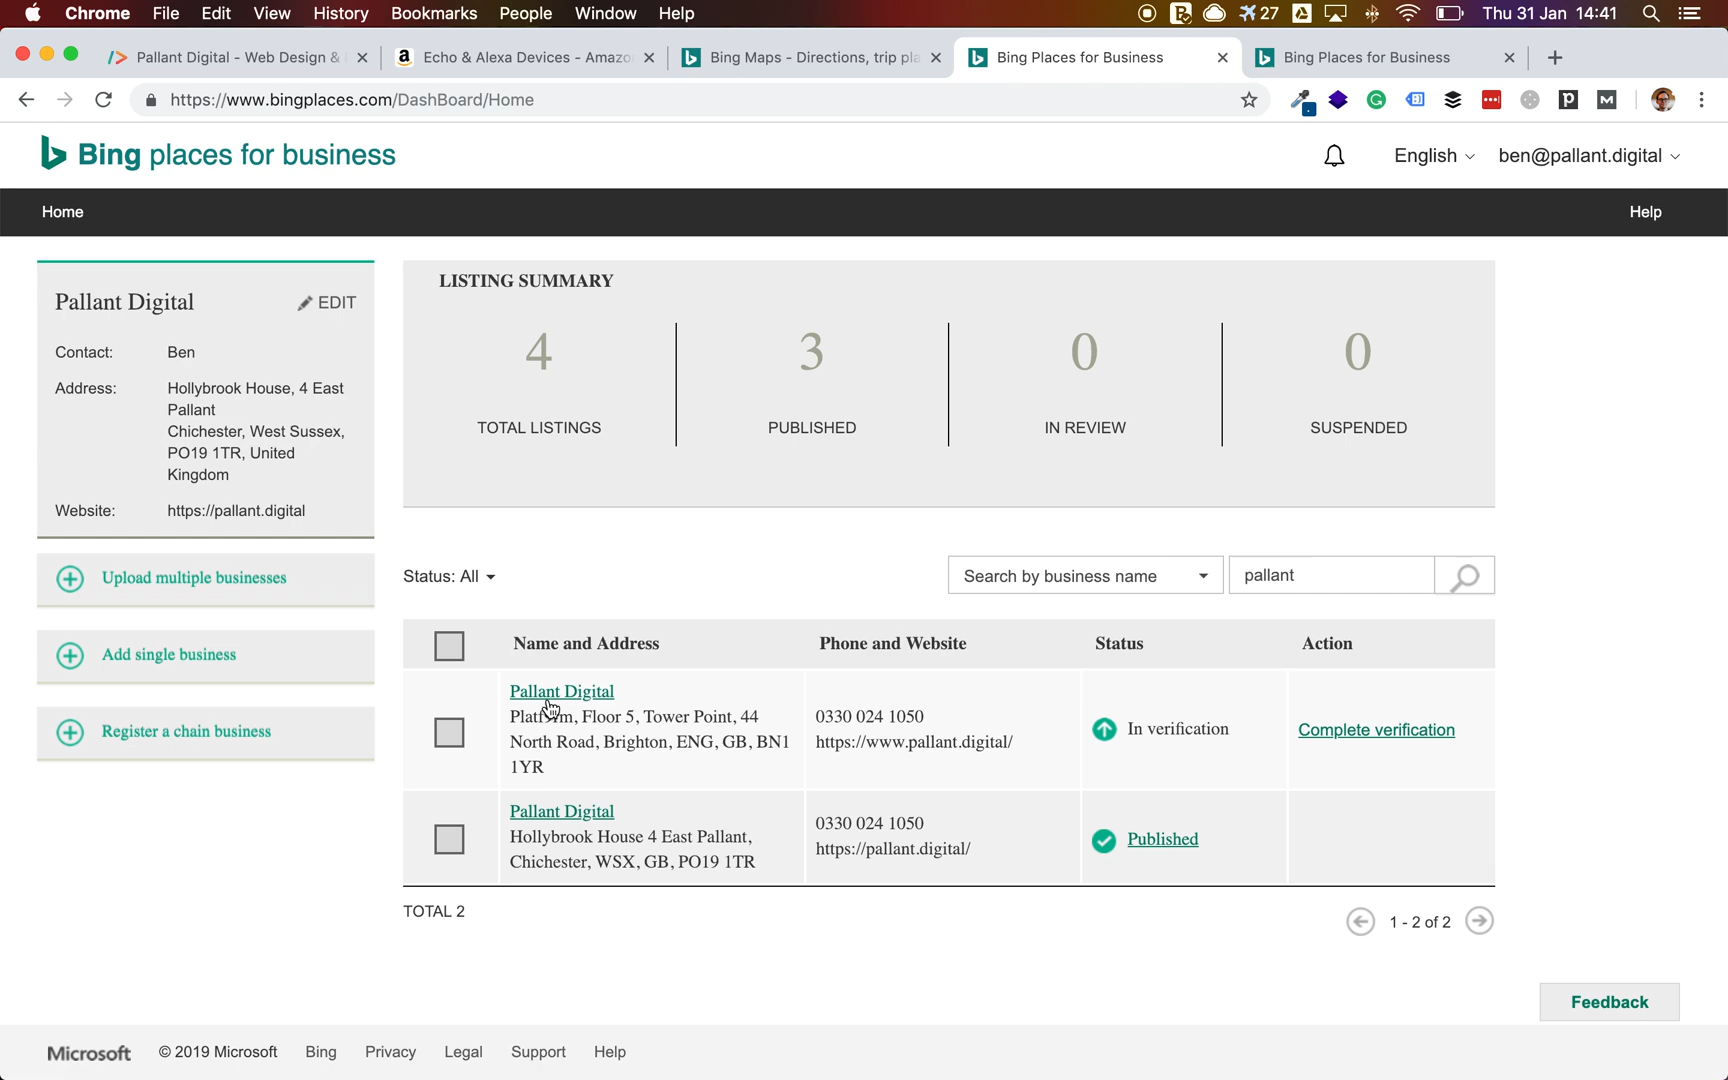 Chrome File Edit View History Bookmarks People Window Help 27 Thu 31 Jan 14:41
Pallant Digital - Web Design & Echo & Alexa Devices - Amazo Bing Maps - Directions, trip pla Bing Places for Business Bing Places for Business
https://www.bingplaces.com/DashBoard/Home
Bing places for business English ben@pallant.digital
Home Help
Pallant Digital EDIT
Contact: Ben
Address: Hollybrook House, 4 East
Pallant
Chichester, West Sussex,
PO19 1TR, United
Kingdom
Website: https://pallant.digital
Upload multiple businesses
Add single business
Register a chain business
LISTING SUMMARY
4 3 0 0
TOTAL LISTINGS PUBLISHED IN REVIEW SUSPENDED
Status: All Search by business name pallant
Name and Address Phone and Website Status Action
Pallant Digital
Platform, Floor 5, Tower Point, 44
North Road, Brighton, ENG, GB, BN1
1YR
0330 024 1050
https://www.pallant.digital/
In verification
Complete verification
Pallant Digital
Hollybrook House 4 East Pallant,
Chichester, WSX, GB, PO19 1TR
0330 024 1050
https://pallant.digital/
Published
TOTAL 2 1 - 2 of 2
Feedback
Microsoft © 2019 Microsoft Bing Privacy Legal Support Help